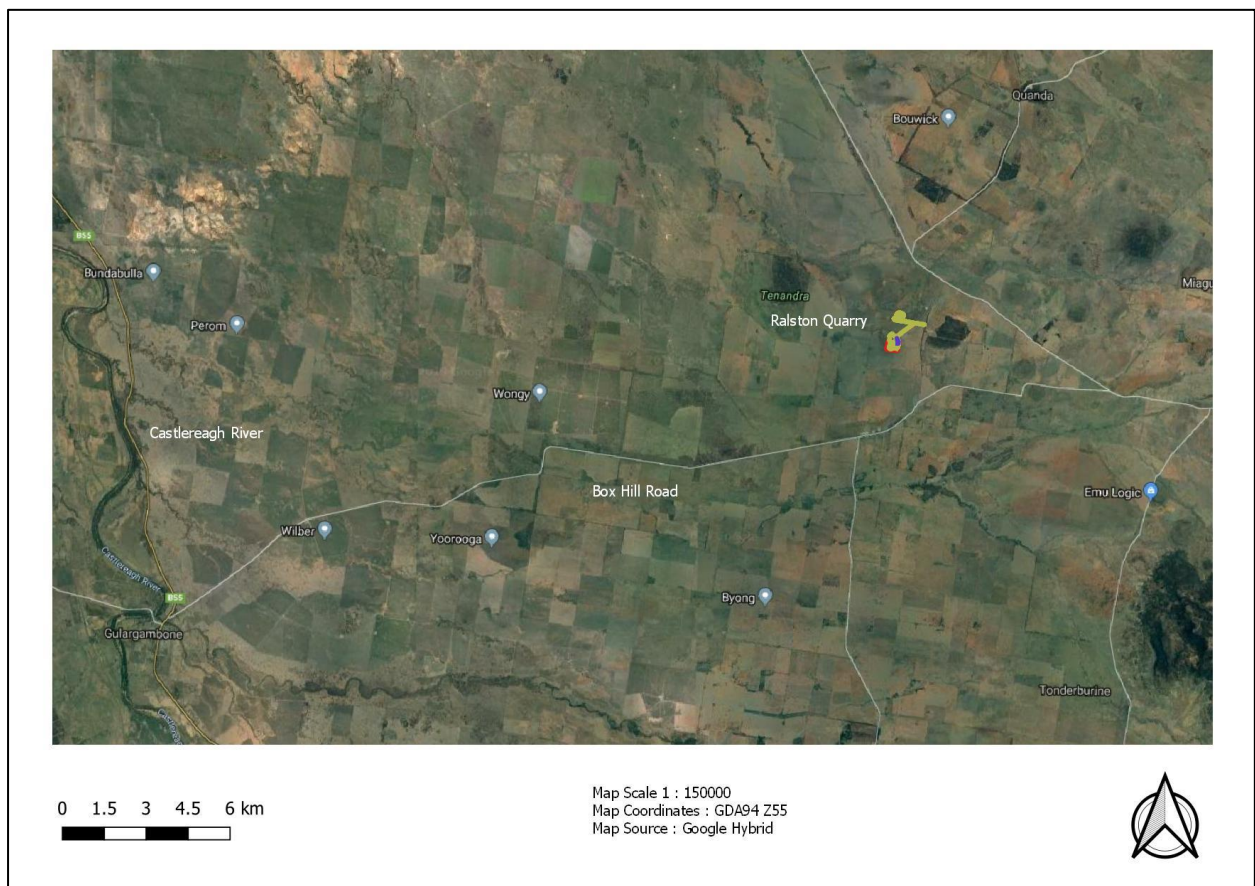 Quanda
Bouwick
B55
Bundabulla
Miagu
Tenandra
Perom
Ralston Quarry
Wongy
Castlereagh River
Box Hill Road
Emu Logic
Wilber
Yoorooga
Castlereagh River
B55
Byong
Gulargambone
Tonderburine
Castlerea
0 1.5 3 4.5 6 km
Map Scale 1 : 150000
Map Coordinates : GDA94 Z55
Map Source : Google Hybrid